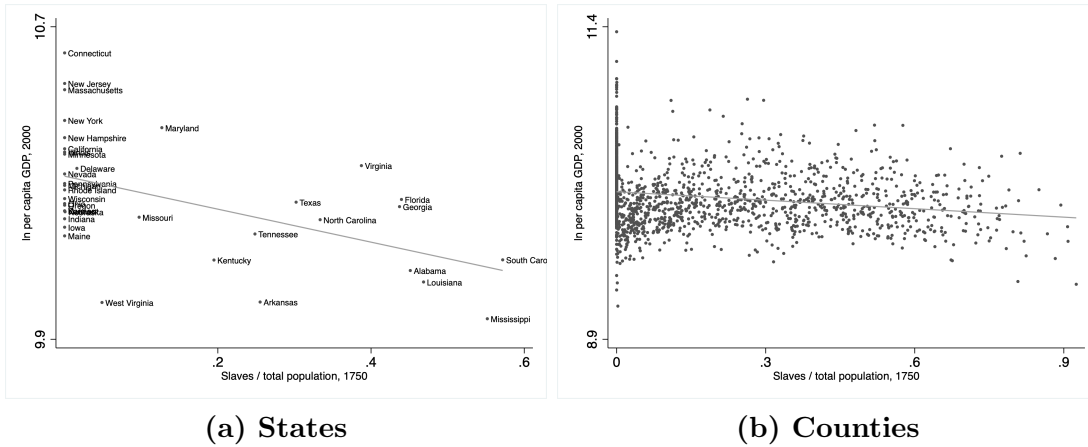 10.7
ln per capita GDP, 2000
9.9
Connecticut
New Jersey
Massachusetts
New York
Maryland
New Hampshire
California
Minnesota
Virginia
Delaware
Nevada
Pennsylvania
Rhode Island
Wisconsin
Texas
Florida
Oregon
Georgia
Nebraska
Missouri
Indiana
North Carolina
Iowa
Tennessee
Maine
Kentucky
South Caro
Alabama
Louisiana
West Virginia
Arkansas
Mississippi
.2 .4 .6
Slaves / total population, 1750
(a) States
11.4
ln per capita GDP, 2000
8.9
0 .3 .6 .9
Slaves / total population, 1750
(b) Counties